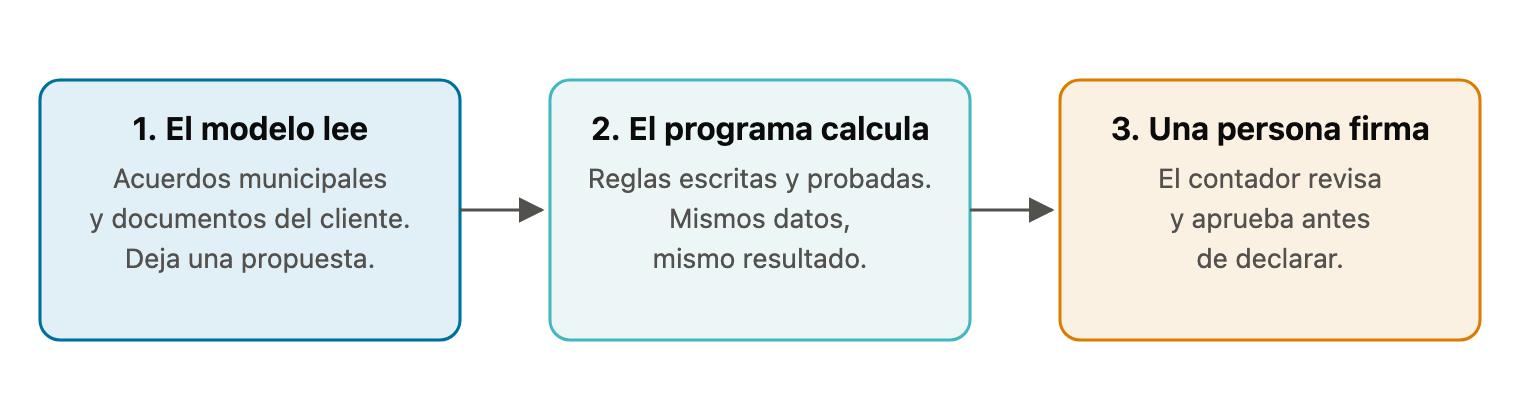 1. El modelo lee
Acuerdos municipales
y documentos del cliente.
Deja una propuesta.
2. El programa calcula
Reglas escritas y probadas.
Mismos datos,
mismo resultado.
3. Una persona firma
El contador revisa
y aprueba antes
de declarar.